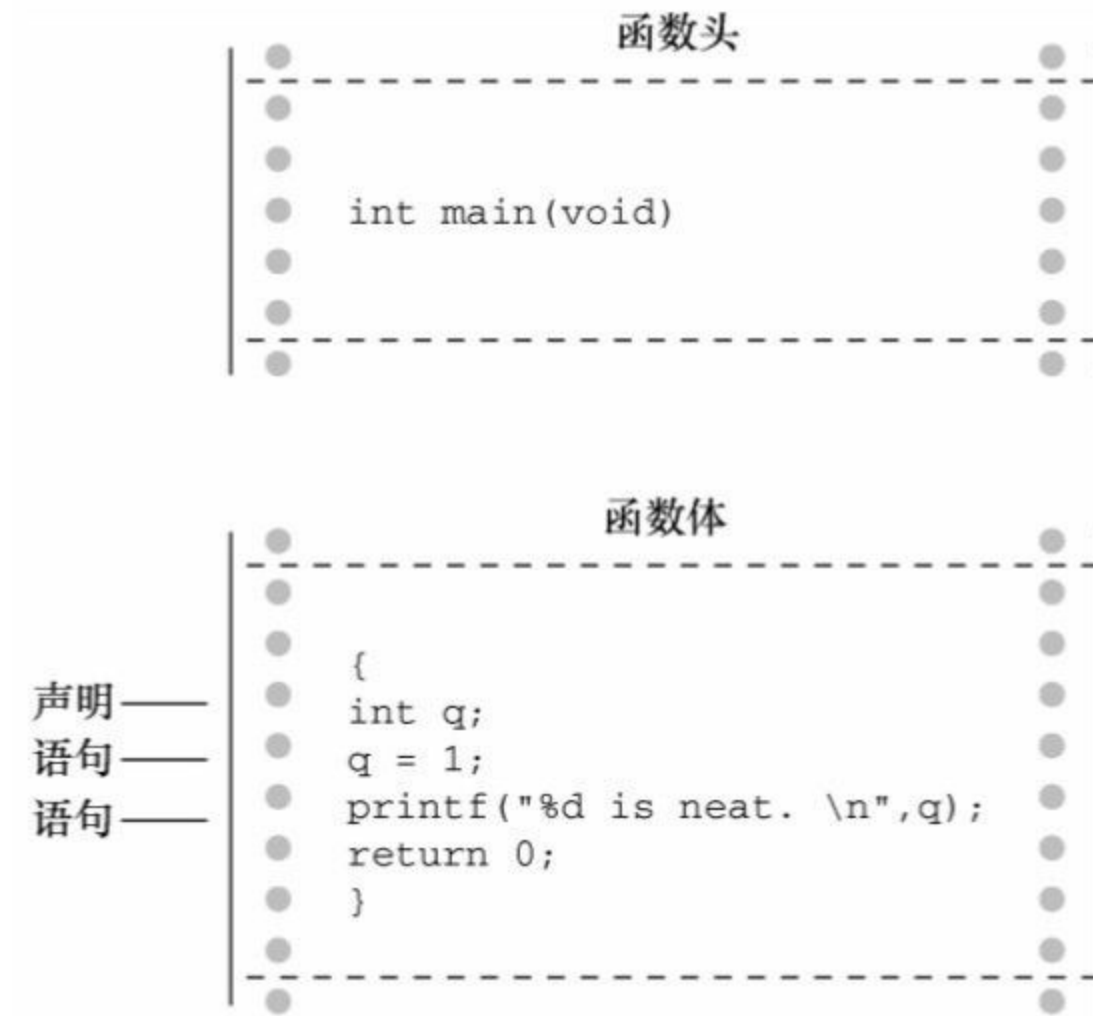 函数头
int main(void)
函数体
{
声明 int q;
语句 q = 1;
语句 printf("%d is neat. \n",q);
return 0;
}